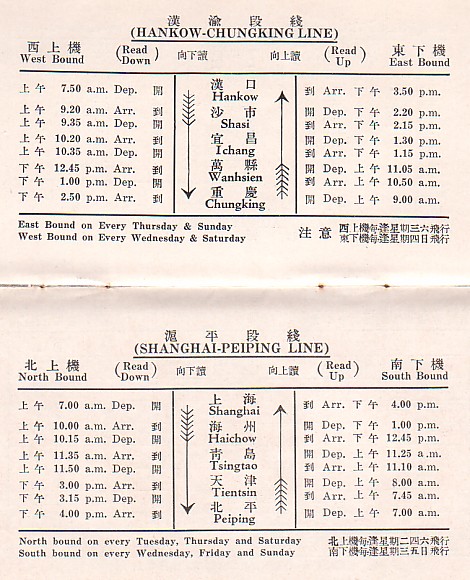 漢渝段綫
(HANKOW-CHUNGKING LINE)
西上機 (Read Down) 向下讀 向上讀 (Read Up) 東下機
West Bound East Bound
上午 7.50 a.m. Dep. 開 漢口 Hankow 到 Arr. 下午 3.50 p.m.
上午 9.20 a.m. Arr. 到 沙市 開 Dep. 下午 2.20 p.m.
上午 9.35 a.m. Dep. 開 Shasi 到 Arr. 下午 2.15 p.m.
上午 10.20 a.m. Arr. 到 宜昌 開 Dep. 下午 1.30 p.m.
上午 10.35 a.m. Dep. 開 Ichang 到 Arr. 下午 1.15 p.m.
下午 12.45 p.m. Arr. 到 萬縣 開 Dep. 上午 11.05 a.m.
下午 1.00 p.m. Dep. 開 Wanhsien 到 Arr. 上午 10.50 a.m.
下午 2.50 p.m. Arr. 到 重慶 Chungking 開 Dep. 上午 9.00 a.m.
East Bound on Every Thursday & Sunday
West Bound on Every Wednesday & Saturday
注意 西上機每逢星期三六飛行
東下機每逢星期四日飛行
滬平段綫
(SHANGHAI-PEIPING LINE)
北上機 (Read Down) 向下讀 向上讀 (Read Up) 南下機
North Bound South Bound
上午 7.00 a.m. Dep. 開 上海 Shanghai 到 Arr. 下午 4.00 p.m.
上午 10.00 a.m. Arr. 到 海州 開 Dep. 下午 1.00 p.m.
上午 10.15 a.m. Dep. 開 Haichow 到 Arr. 下午 12.45 p.m.
上午 11.35 a.m. Arr. 到 青島 開 Dep. 上午 11.25 a.m.
上午 11.50 a.m. Dep. 開 Tsingtao 到 Arr. 上午 11.10 a.m.
下午 3.00 p.m. Arr. 到 天津 開 Dep. 上午 8.00 a.m.
下午 3.15 p.m. Dep. 開 Tientsin 到 Arr. 上午 7.45 a.m.
下午 4.00 p.m. Arr. 到 北平 Peiping 開 Dep. 上午 7.00 a.m.
North bound on every Tuesday, Thursday and Saturday
South bound on every Wednesday, Friday and Sunday
北上機每逢星期二四六飛行
南下機每逢星期三五日飛行